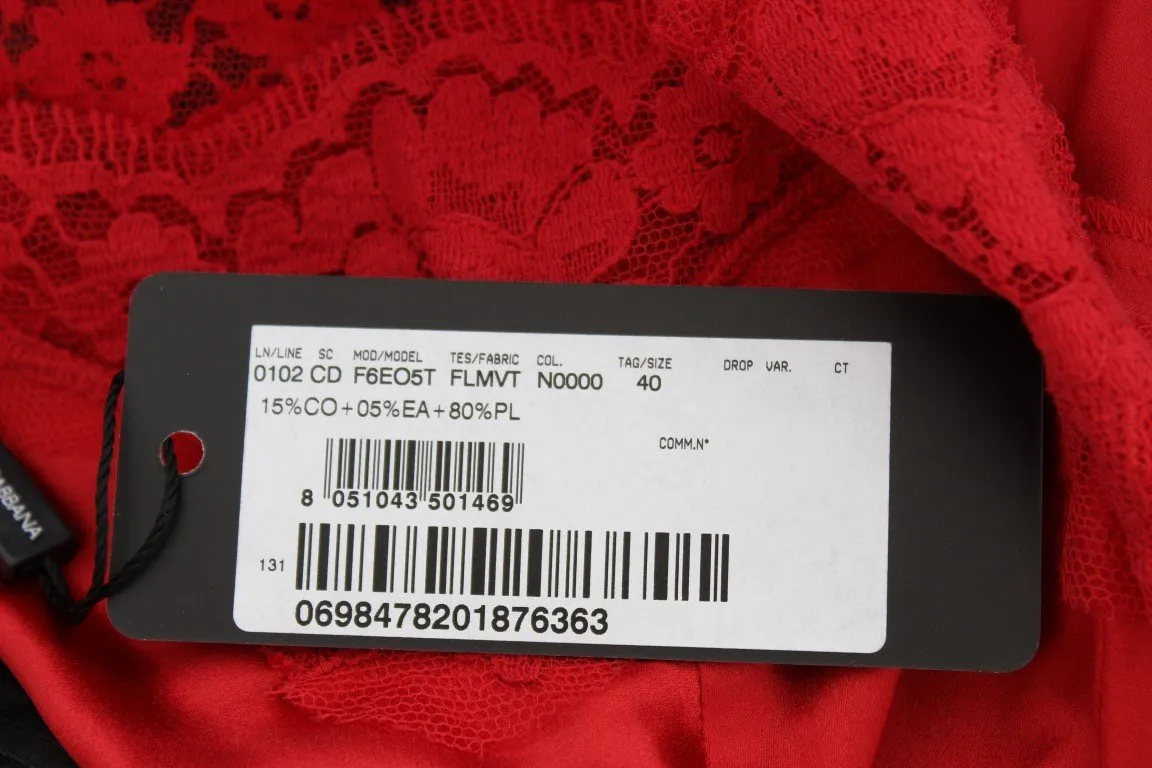 LN/LINE SC MOD/MODEL TES/FABRIC COL. TAG/SIZE DROP VAR. CT
0102 CD F6EO5T FLMVT N0000 40
15%CO+05%EA+80%PL
COMM.N°
8 051043 501469
131
0698478201876363
GABBANA